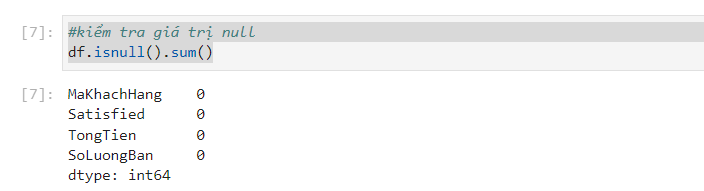 [7]: #kiểm tra giá trị null
df.isnull().sum()
[7]: MaKhachHang 0
Satisfied 0
TongTien 0
SoLuongBan 0
dtype: int64